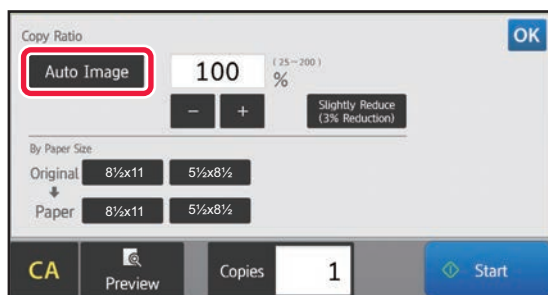 Copy Ratio
OK
Auto Image
100
(25~200)
%
－
＋
Slightly Reduce
(3% Reduction)
By Paper Size
Original 8½x11 5½x8½
Paper 8½x11 5½x8½
CA
Preview
Copies
1
Start